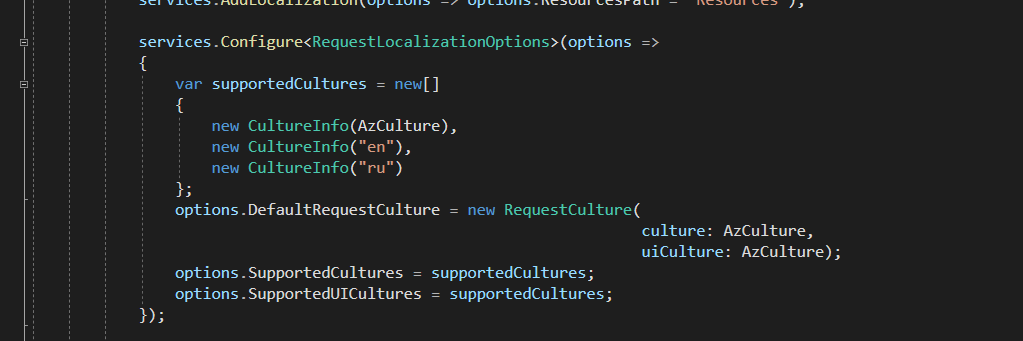 services.AddLocalization(options => options.ResourcesPath = "Resources");
services.Configure<RequestLocalizationOptions>(options =>
{
var supportedCultures = new[]
{
new CultureInfo(AzCulture),
new CultureInfo("en"),
new CultureInfo("ru")
};
options.DefaultRequestCulture = new RequestCulture(
culture: AzCulture,
uiCulture: AzCulture);
options.SupportedCultures = supportedCultures;
options.SupportedUICultures = supportedCultures;
});